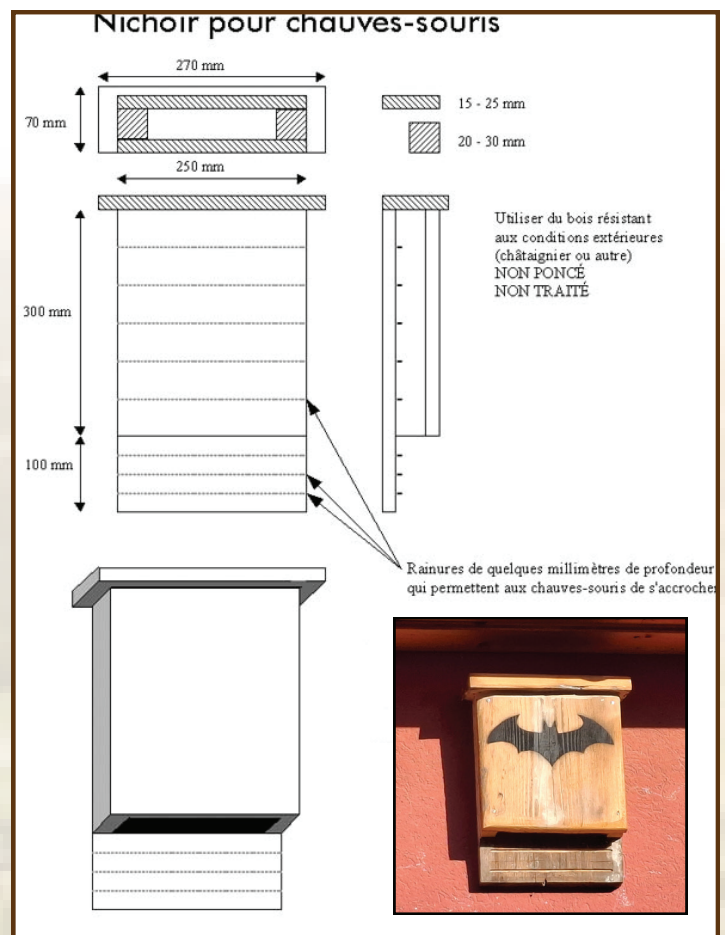 Nichoir pour chauves-souris
270 mm
70 mm
15 - 25 mm
20 - 30 mm
250 mm
Utiliser du bois résistant
aux conditions extérieures
(châtaignier ou autre)
NON PONCÉ
NON TRAITÉ
300 mm
100 mm
Rainures de quelques millimètres de profondeur
qui permettent aux chauves-souris de s'accrocher